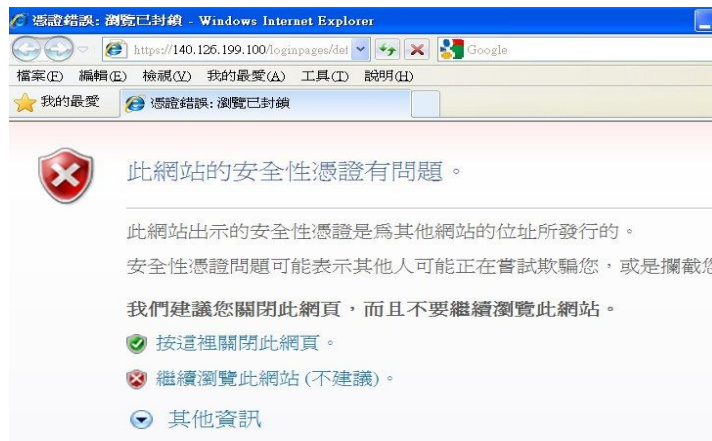 憑證錯誤: 瀏覽已封鎖 - Windows Internet Explorer
https://140.126.199.100/loginpages/def
Google
檔案(F) 編輯(E) 檢視(V) 我的最愛(A) 工具(T) 說明(H)
我的最愛
憑證錯誤: 瀏覽已封鎖
此網站的安全性憑證有問題。
此網站出示的安全性憑證是為其他網站的位址所發行的。
安全性憑證問題可能表示其他人可能正在嘗試欺騙您，或是攔截您
我們建議您關閉此網頁，而且不要繼續瀏覽此網站。
按這裡關閉此網頁。
繼續瀏覽此網站 (不建議)。
其他資訊